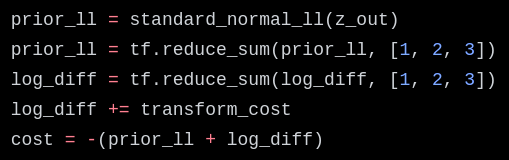 prior_ll = standard_normal_ll(z_out)
prior_ll = tf.reduce_sum(prior_ll, [1, 2, 3])
log_diff = tf.reduce_sum(log_diff, [1, 2, 3])
log_diff += transform_cost
cost = -(prior_ll + log_diff)